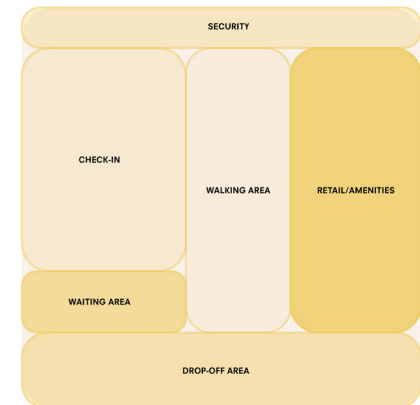 SECURITY
CHECK-IN
WALKING AREA
RETAIL/AMENITIES
WAITING AREA
DROP-OFF AREA